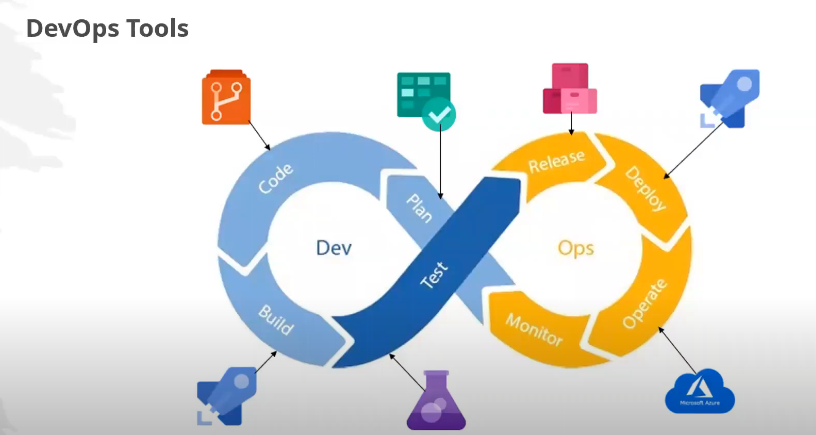 DevOps Tools
Code
Plan
Release
Deploy
Dev
Test
Ops
Build
Monitor
Operate
Microsoft Azure